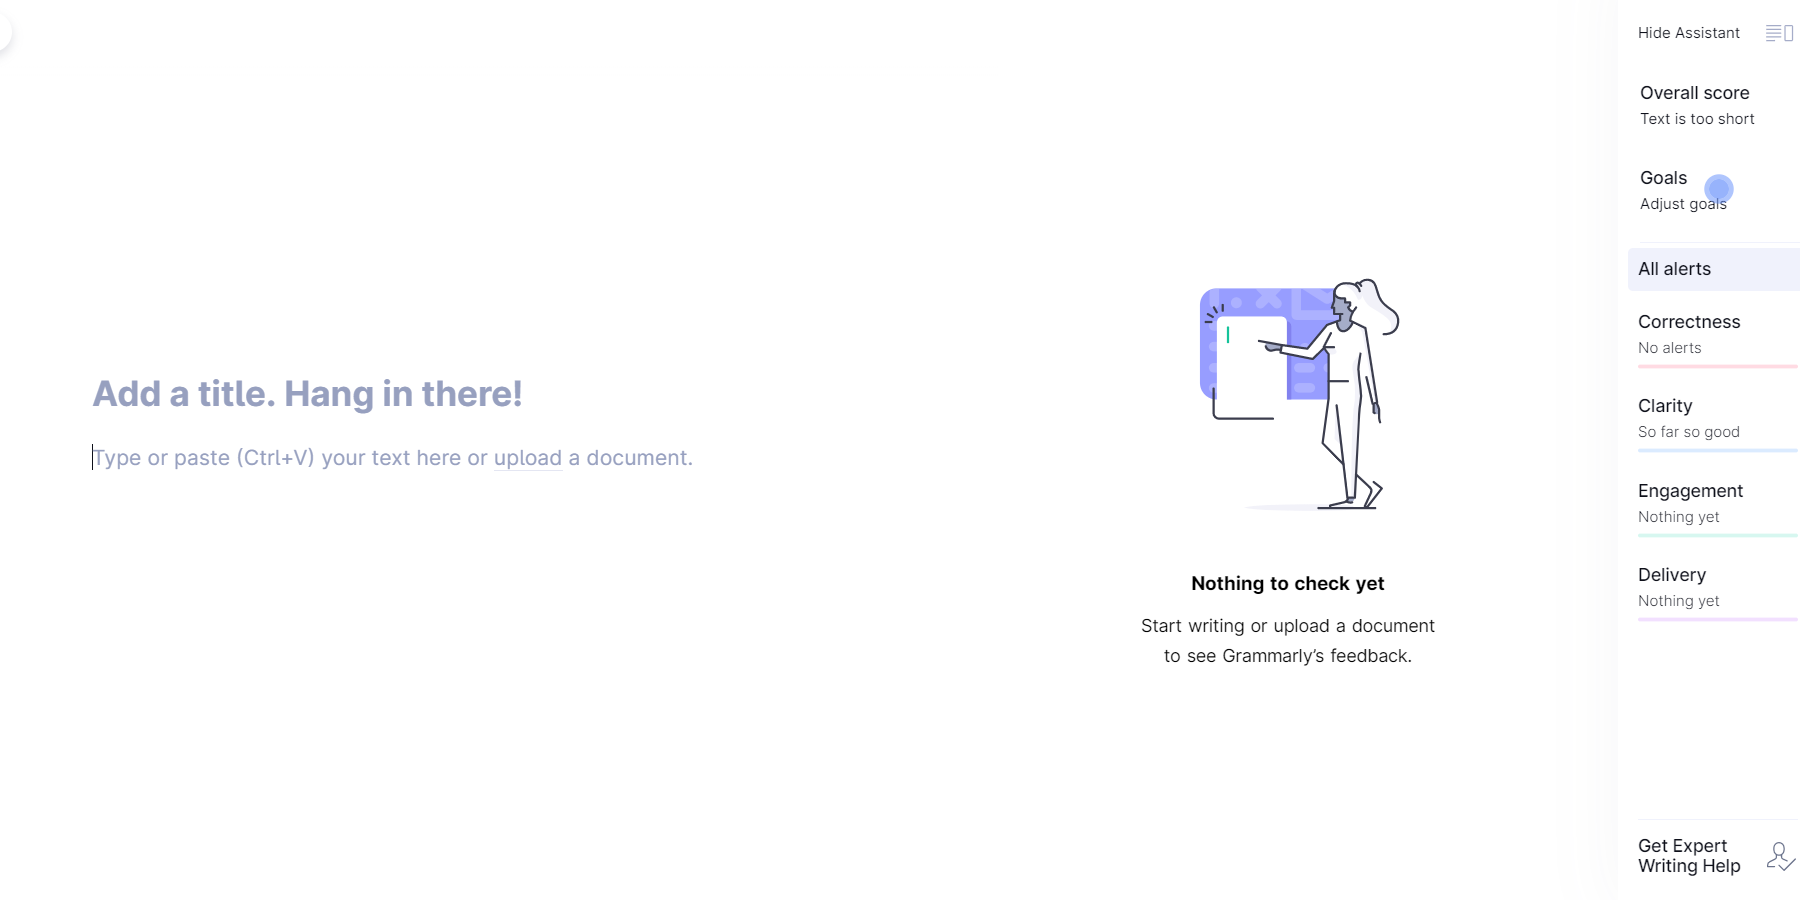 Hide Assistant
Overall score
Text is too short
Goals
Adjust goals
All alerts
Correctness
No alerts
Clarity
So far so good
Engagement
Nothing yet
Delivery
Nothing yet
Get Expert
Writing Help
Add a title. Hang in there!
Type or paste (Ctrl+V) your text here or upload a document.
Nothing to check yet
Start writing or upload a document
to see Grammarly’s feedback.